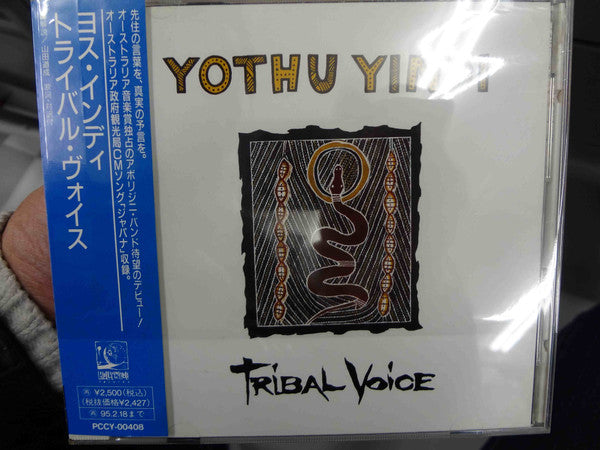 先住の言葉を、真実の予言を。
オーストラリア音楽賞独占のアボリジニ・バンド待望のデビュー!
オーストラリア政府観光局CMソング「ジャパナ」収録。
ヨス・インディ
トライバル・ヴォイス
YOTHU YINDI
TRIBAL VOICE
¥2,500(税込)
(税抜価格¥2,427)
95.2.18まで
PCCY-00408